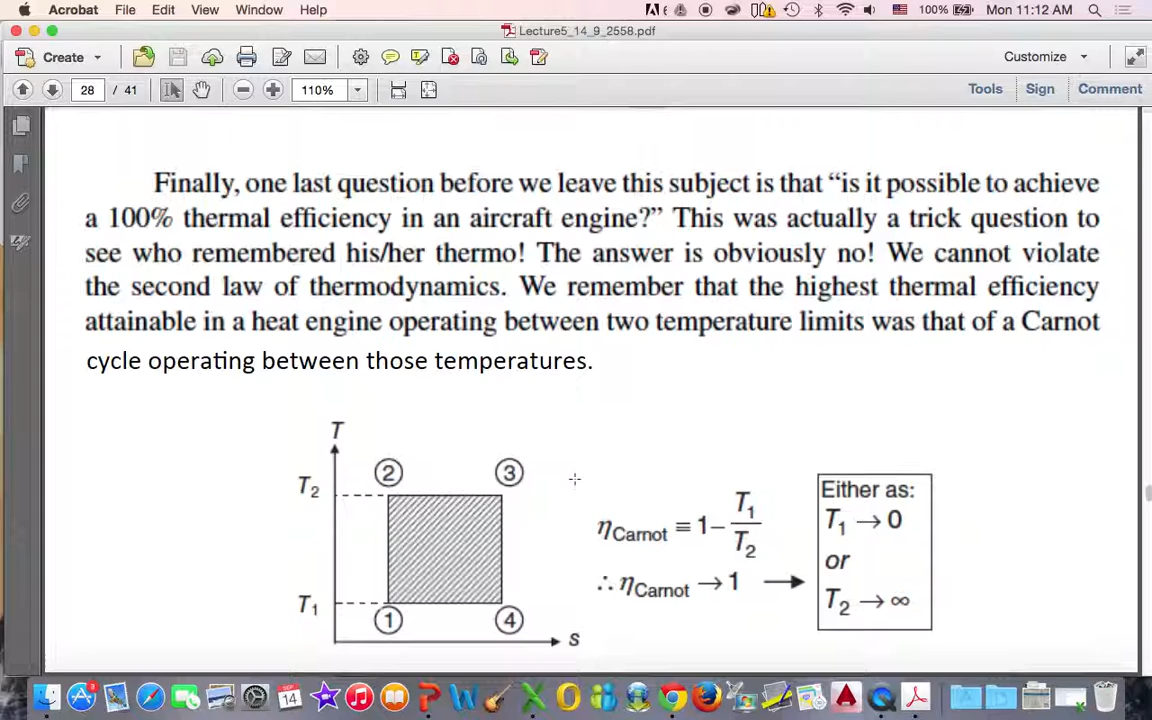 Acrobat File Edit View Window Help 100% Mon 11:12 AM
Lecture5_14_9_2558.pdf
Create Customize
28 / 41 110% Tools Sign Comment
Finally, one last question before we leave this subject is that “is it possible to achieve
a 100% thermal efficiency in an aircraft engine?” This was actually a trick question to
see who remembered his/her thermo! The answer is obviously no! We cannot violate
the second law of thermodynamics. We remember that the highest thermal efficiency
attainable in a heat engine operating between two temperature limits was that of a Carnot
cycle operating between those temperatures.
T
T₂ ② ③
T₁ ① ④
s
η_Carnot ≡ 1– T₁/T₂
∴ η_Carnot → 1
Either as:
T₁ → 0
or
T₂ → ∞
SEP
14
3